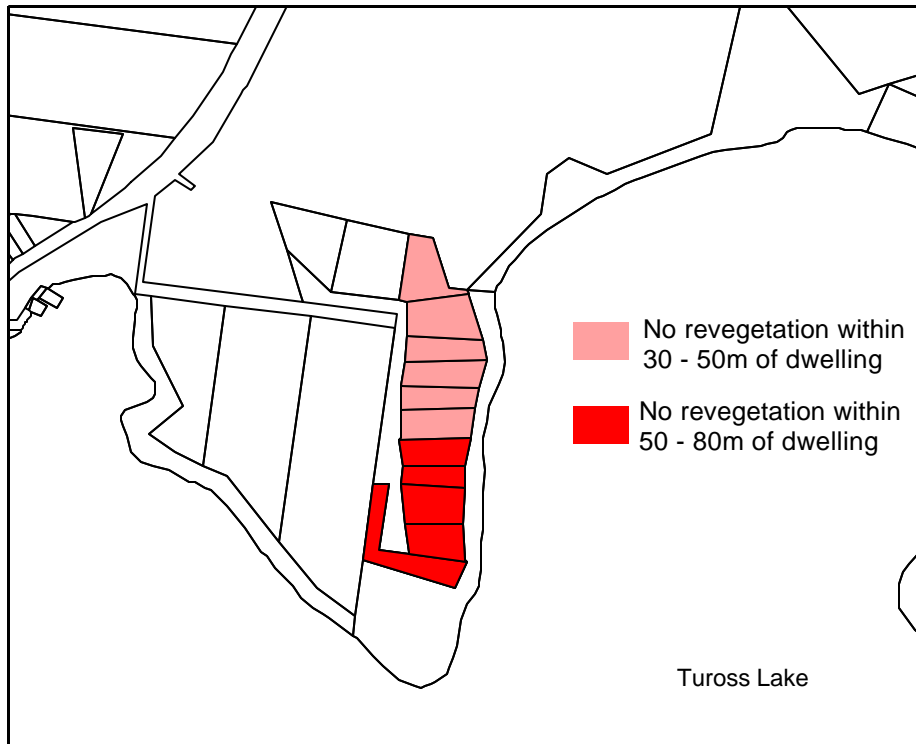 No revegetation within
30 - 50m of dwelling
No revegetation within
50 - 80m of dwelling
Tuross Lake